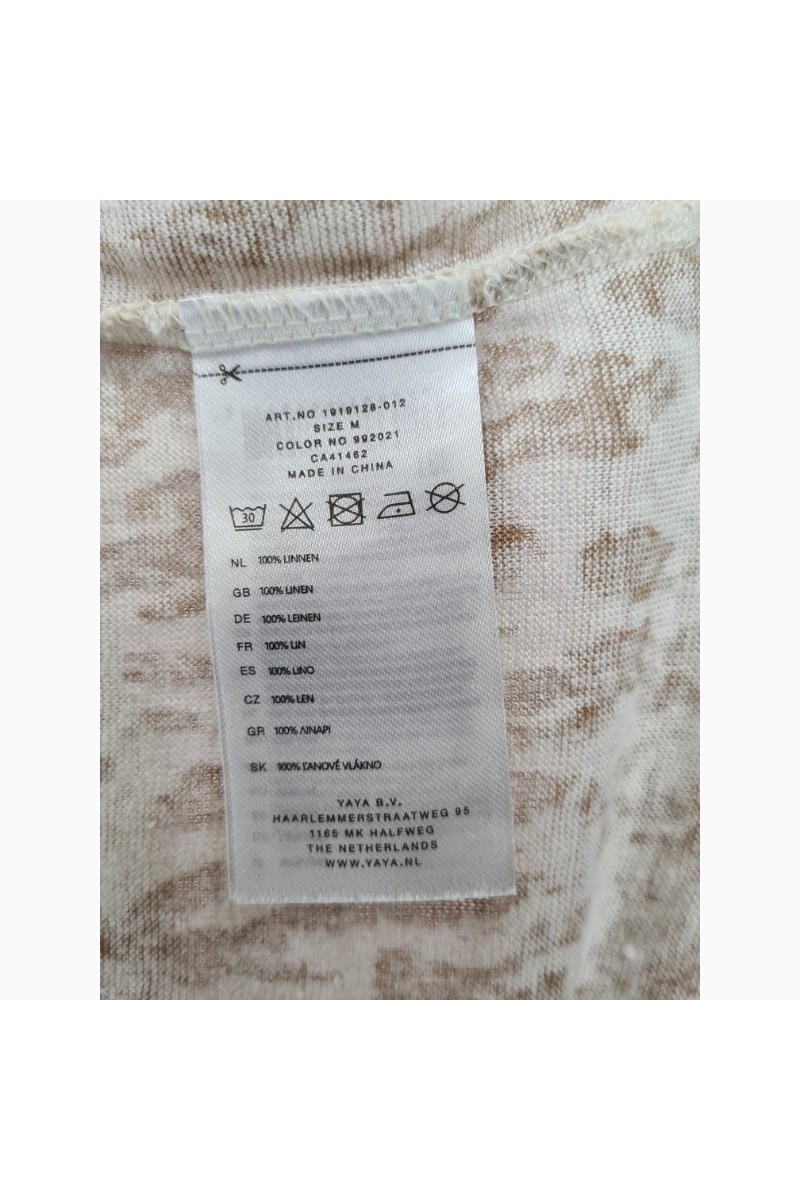 ART.NO 1919128-012
SIZE M
COLOR NO 992021
CA41462
MADE IN CHINA
30
NL 100% LINNEN
GB 100% LINEN
DE 100% LEINEN
FR 100% LIN
ES 100% LINO
CZ 100% LEN
GR 100% ΛΙΝΑΡΙ
SK 100% ĽANOVÉ VLÁKNO
YAYA B.V.
HAARLEMMERSTRAATWEG 95
1165 MK HALFWEG
THE NETHERLANDS
WWW.YAYA.NL